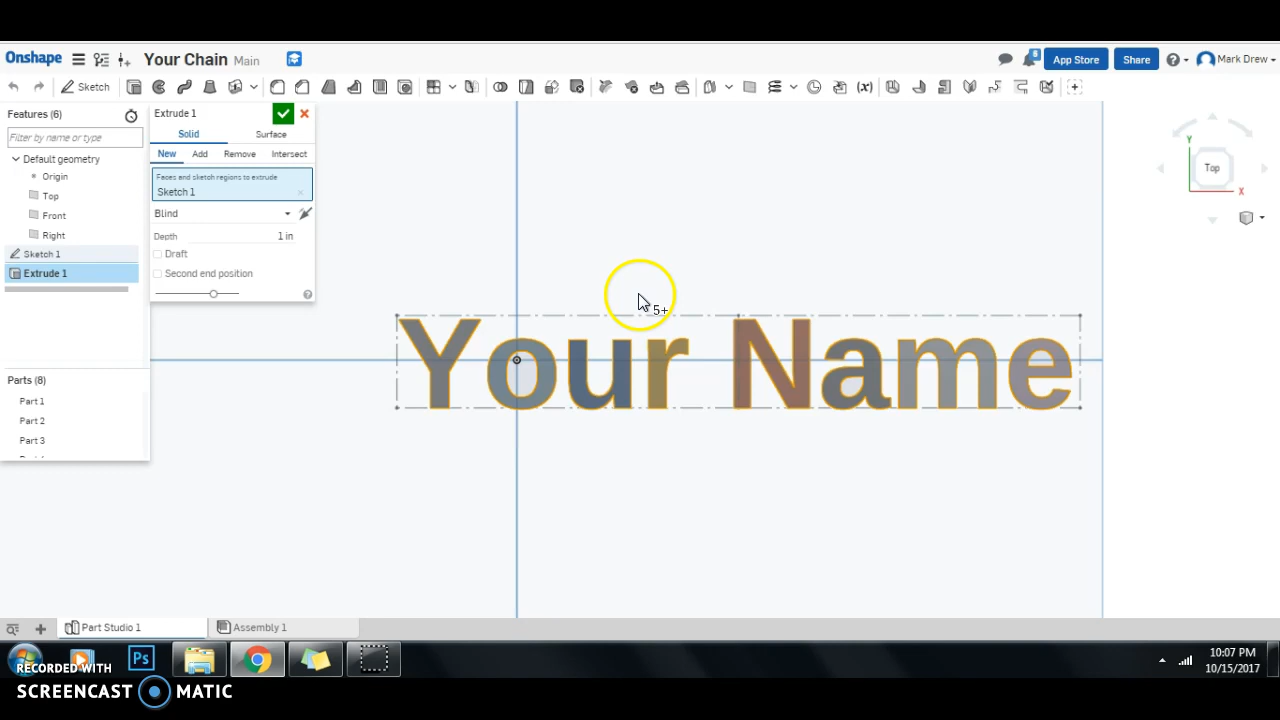 Onshape Your Chain Main 6 App Store Share Mark Drew
Sketch (x)
Features (6)
Filter by name or type
Default geometry
Origin
Top
Front
Right
Sketch 1
Extrude 1
Parts (8)
Part 1
Part 2
Part 3
Extrude 1
Solid Surface
New Add Remove Intersect
Faces and sketch regions to extrude
Sketch 1
Blind
Depth 1 in
Draft
Second end position
5+
Your Name
Y
Top
X
Part Studio 1 Assembly 1
Ps
10:07 PM
10/15/2017
RECORDED WITH
SCREENCAST MATIC